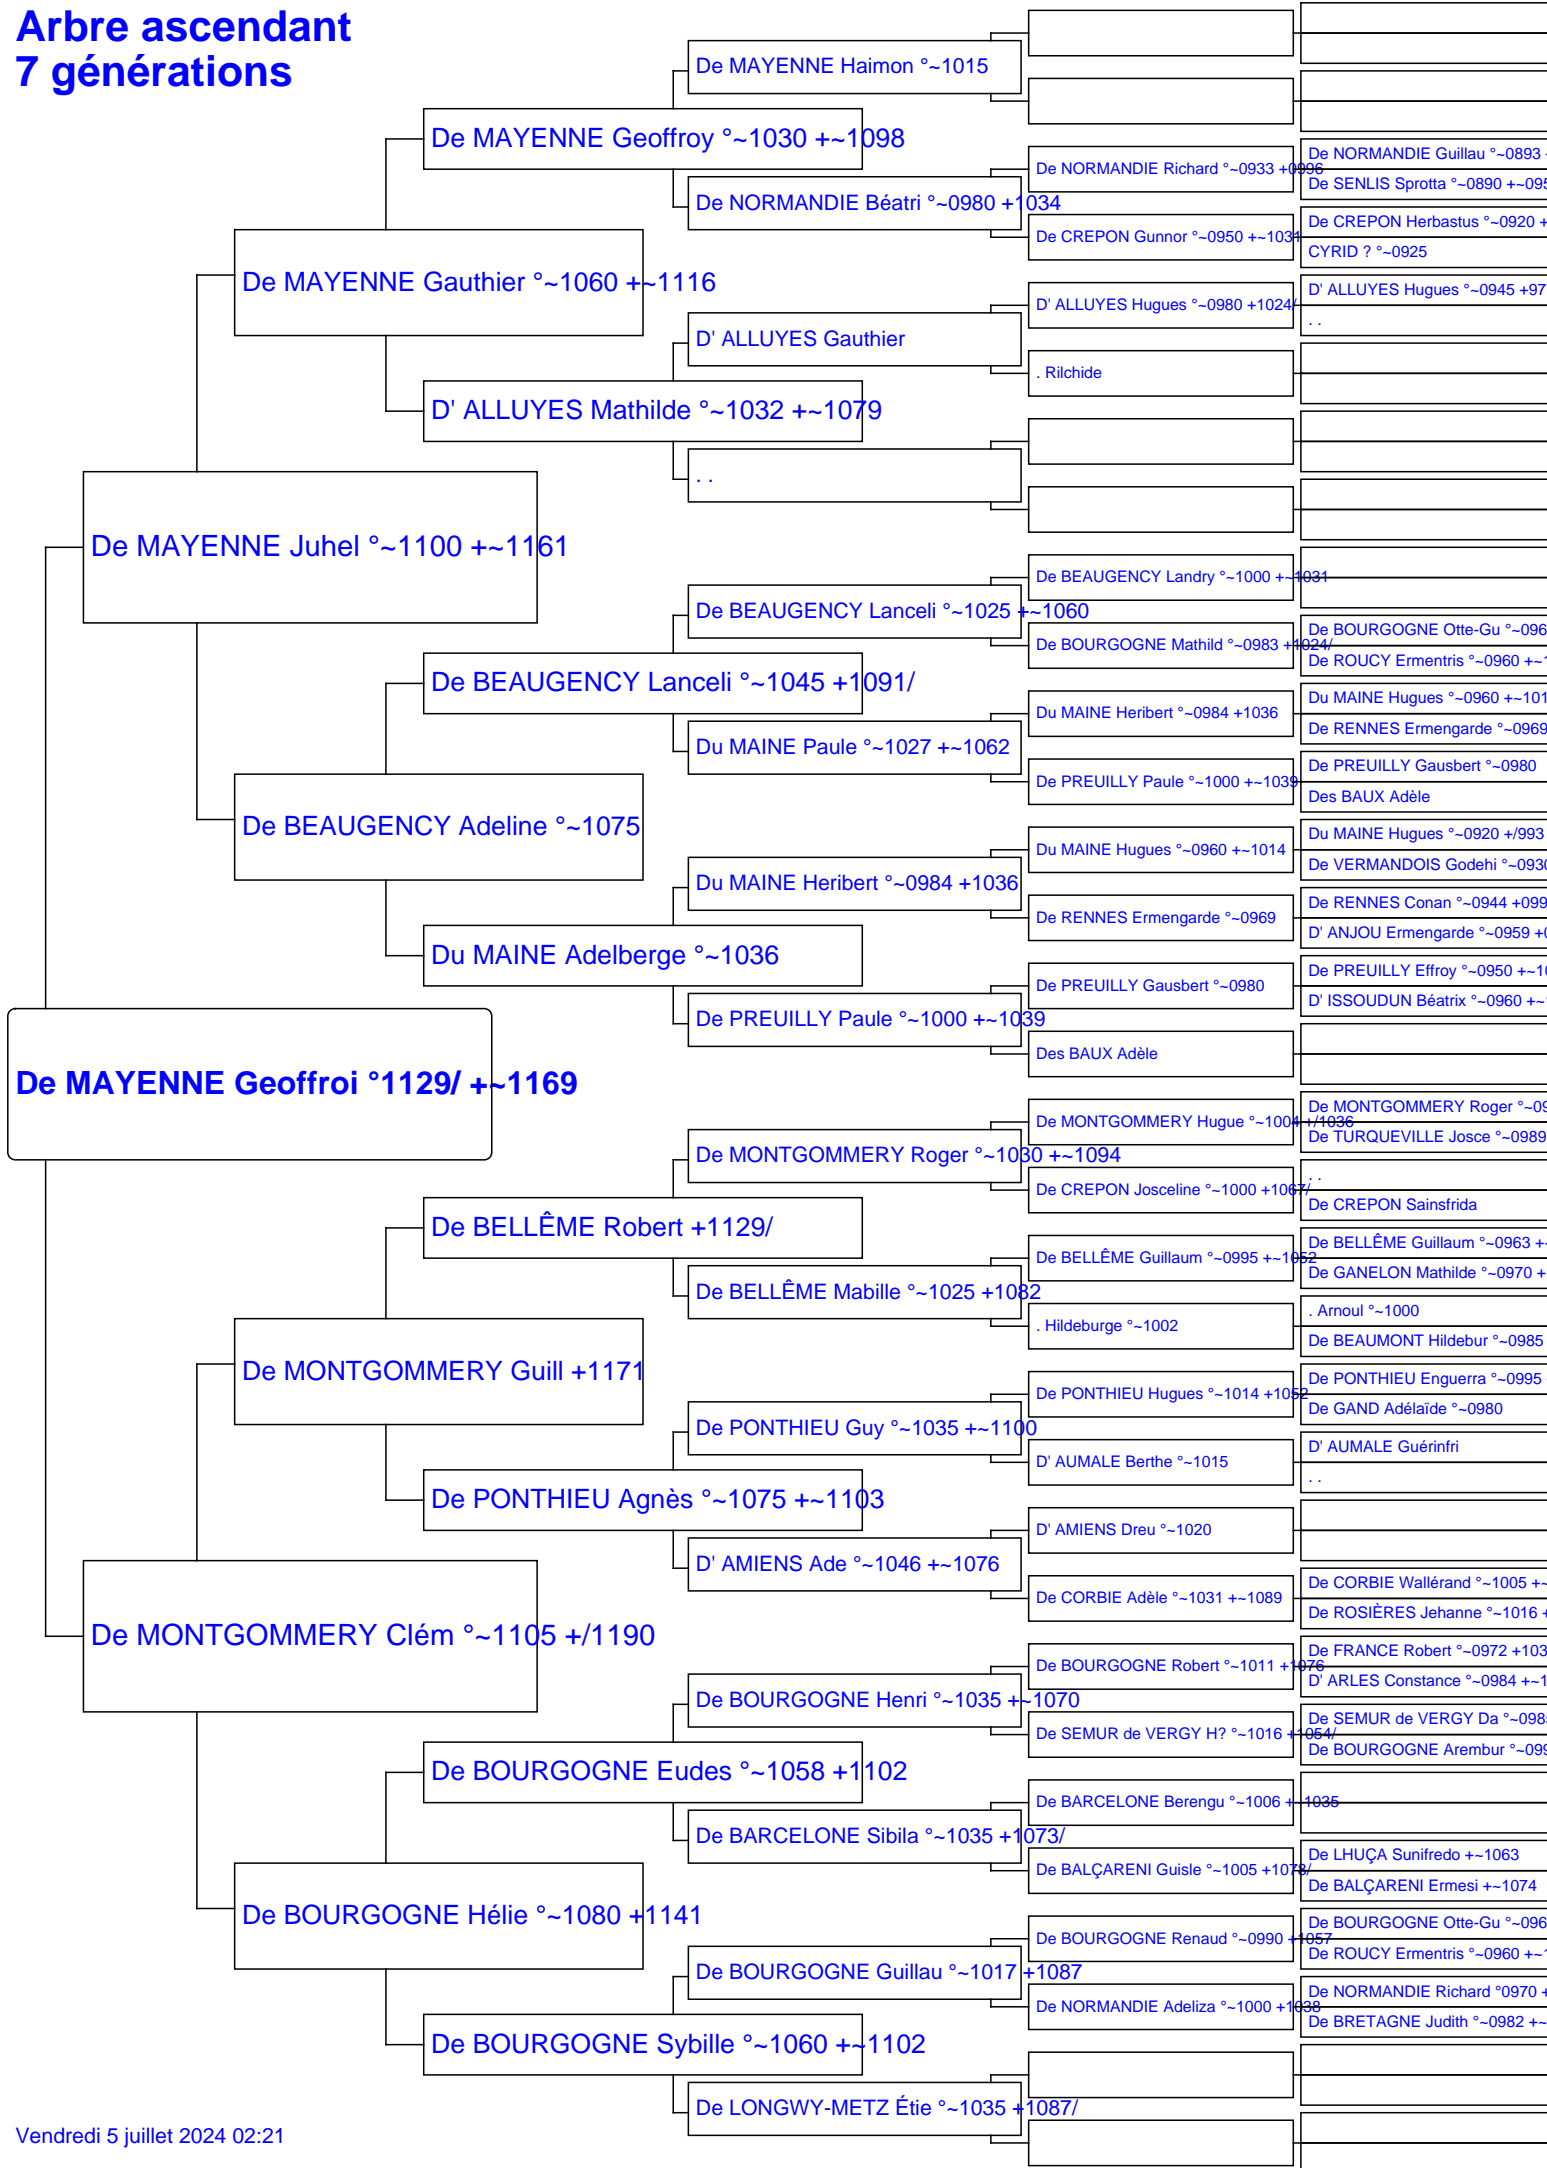 Arbre ascendant
7 générations
De MAYENNE Geoffroi °1129/ +~1169
De MAYENNE Juhel °~1100 +~1161
De MONTGOMMERY Clém °~1105 +/1190
De MAYENNE Gauthier °~1060 +~1116
De BEAUGENCY Adeline °~1075
De MONTGOMMERY Guill +1171
De BOURGOGNE Hélie °~1080 +1141
De MAYENNE Geoffroy °~1030 +~1098
D' ALLUYES Mathilde °~1032 +~1079
De BEAUGENCY Lanceli °~1045 +1091/
Du MAINE Adelberge °~1036
De BELLÊME Robert +1129/
De PONTHIEU Agnès °~1075 +~1103
De BOURGOGNE Eudes °~1058 +1102
De BOURGOGNE Sybille °~1060 +~1102
De MAYENNE Haimon °~1015
De NORMANDIE Béatri °~0980 +1034
D' ALLUYES Gauthier
. .
De BEAUGENCY Lanceli °~1025 +~1060
Du MAINE Paule °~1027 +~1062
Du MAINE Heribert °~0984 +1036
De PREUILLY Paule °~1000 +~1039
De MONTGOMMERY Roger °~1030 +~1094
De BELLÊME Mabille °~1025 +1082
De PONTHIEU Guy °~1035 +~1100
D' AMIENS Ade °~1046 +~1076
De BOURGOGNE Henri °~1035 +~1070
De BARCELONE Sibila °~1035 +1073/
De BOURGOGNE Guillau °~1017 +1087
De LONGWY-METZ Étie °~1035 +1087/
De NORMANDIE Richard °~0933 +0996
De CREPON Gunnor °~0950 +~1031
D' ALLUYES Hugues °~0980 +1024/
. Rilchide
De BEAUGENCY Landry °~1000 +~1031
De BOURGOGNE Mathild °~0983 +1024/
Du MAINE Heribert °~0984 +1036
De PREUILLY Paule °~1000 +~1039
Du MAINE Hugues °~0960 +~1014
De RENNES Ermengarde °~0969
De PREUILLY Gausbert °~0980
Des BAUX Adèle
De MONTGOMMERY Hugue °~1004 +/1036
De CREPON Josceline °~1000 +1067/
De BELLÊME Guillaum °~0995 +~1052
. Hildeburge °~1002
De PONTHIEU Hugues °~1014 +1052
D' AUMALE Berthe °~1015
D' AMIENS Dreu °~1020
De CORBIE Adèle °~1031 +~1089
De BOURGOGNE Robert °~1011 +1076
De SEMUR de VERGY H? °~1016 +1054/
De BARCELONE Berengu °~1006 +~1035
De BALÇARENI Guisle °~1005 +1078/
De BOURGOGNE Renaud °~0990 +1057
De NORMANDIE Adeliza °~1000 +1038
De NORMANDIE Guillau °~0893
De SENLIS Sprotta °~0890 +~095
De CREPON Herbastus °~0920 +
CYRID ? °~0925
D' ALLUYES Hugues °~0945 +97
. .
De BOURGOGNE Otte-Gu °~096
De ROUCY Ermentris °~0960 +~1
Du MAINE Hugues °~0960 +~101
De RENNES Ermengarde °~0969
De PREUILLY Gausbert °~0980
Des BAUX Adèle
Du MAINE Hugues °~0920 +/993
De VERMANDOIS Godehi °~0930
De RENNES Conan °~0944 +099
D' ANJOU Ermengarde °~0959 +0
De PREUILLY Effroy °~0950 +~10
D' ISSOUDUN Béatrix °~0960 +~
De MONTGOMMERY Roger °~09
De TURQUEVILLE Josce °~0989
. .
De CREPON Sainsfrida
De BELLÊME Guillaum °~0963 +~
De GANELON Mathilde °~0970 +
. Arnoul °~1000
De BEAUMONT Hildebur °~0985
De PONTHIEU Enguerra °~0995
De GAND Adélaïde °~0980
D' AUMALE Guérinfri
. .
De CORBIE Wallérand °~1005 +~
De ROSIÈRES Jehanne °~1016 +
De FRANCE Robert °~0972 +103
D' ARLES Constance °~0984 +~1
De SEMUR de VERGY Da °~098
De BOURGOGNE Arembur °~099
De LHUÇA Sunifredo +~1063
De BALÇARENI Ermesi +~1074
De BOURGOGNE Otte-Gu °~096
De ROUCY Ermentris °~0960 +~1
De NORMANDIE Richard °0970 +
De BRETAGNE Judith °~0982 +~
Vendredi 5 juillet 2024 02:21